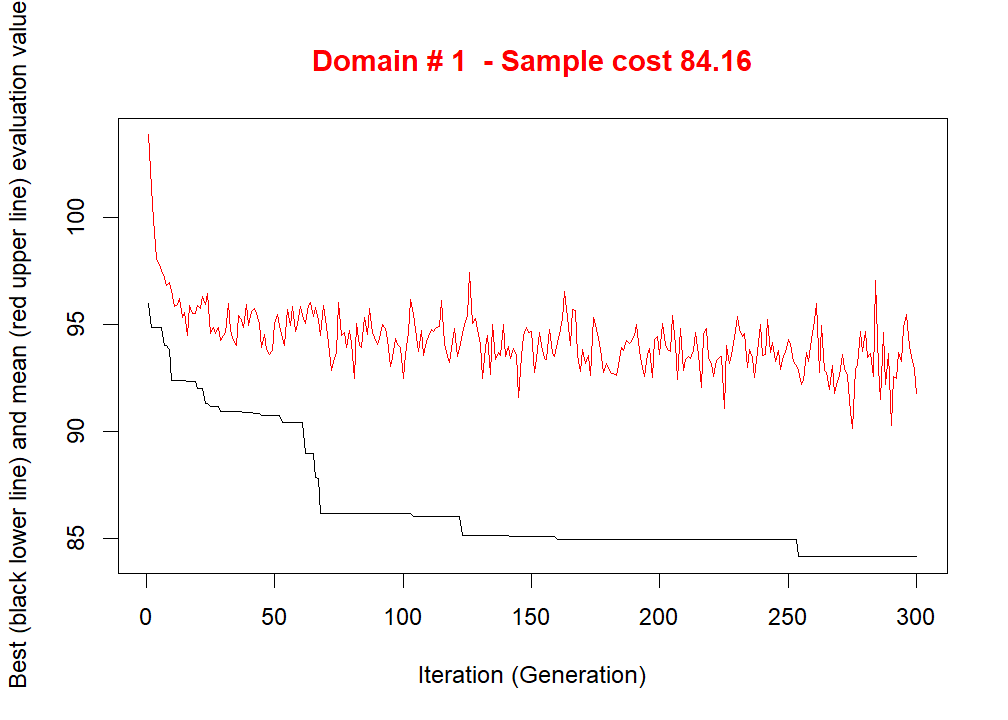 Domain # 1  - Sample cost 84.16
Best (black lower line) and mean (red upper line) evaluation value
100
95
90
85
0 50 100 150 200 250 300
Iteration (Generation)